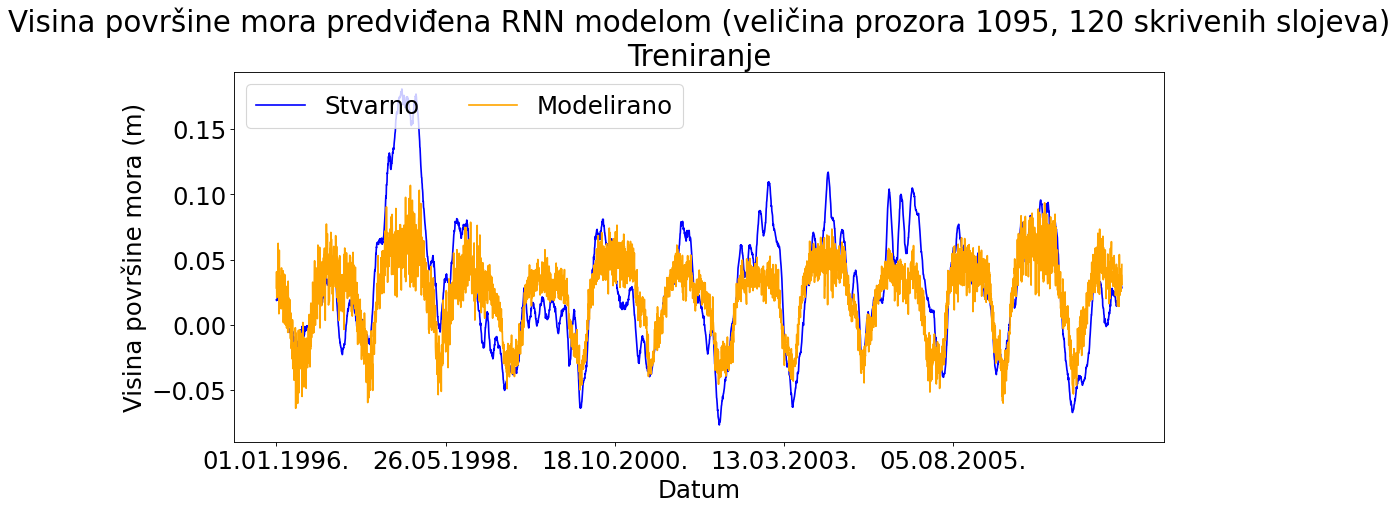 Visina površine mora predviđena RNN modelom (veličina prozora 1095, 120 skrivenih slojeva)
Treniranje
Stvarno
Modelirano
Visina površine mora (m)
0.15
0.10
0.05
0.00
−0.05
01.01.1996.
26.05.1998.
18.10.2000.
13.03.2003.
05.08.2005.
Datum